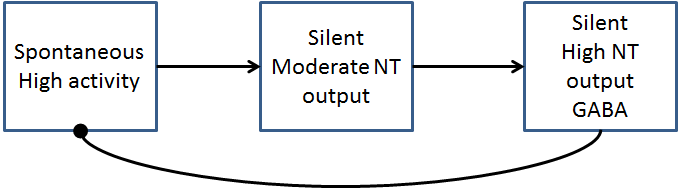 Spontaneous
High activity
Silent
Moderate NT
output
Silent
High NT
output
GABA